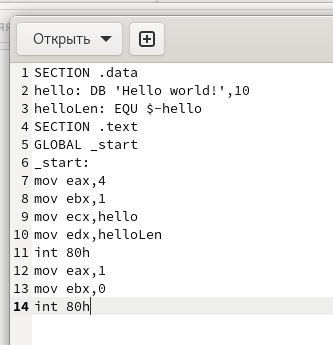 Открыть
1 SECTION .data
2 hello: DB 'Hello world!',10
3 helloLen: EQU $-hello
4 SECTION .text
5 GLOBAL _start
6 _start:
7 mov eax,4
8 mov ebx,1
9 mov ecx,hello
10 mov edx,helloLen
11 int 80h
12 mov eax,1
13 mov ebx,0
14 int 80h